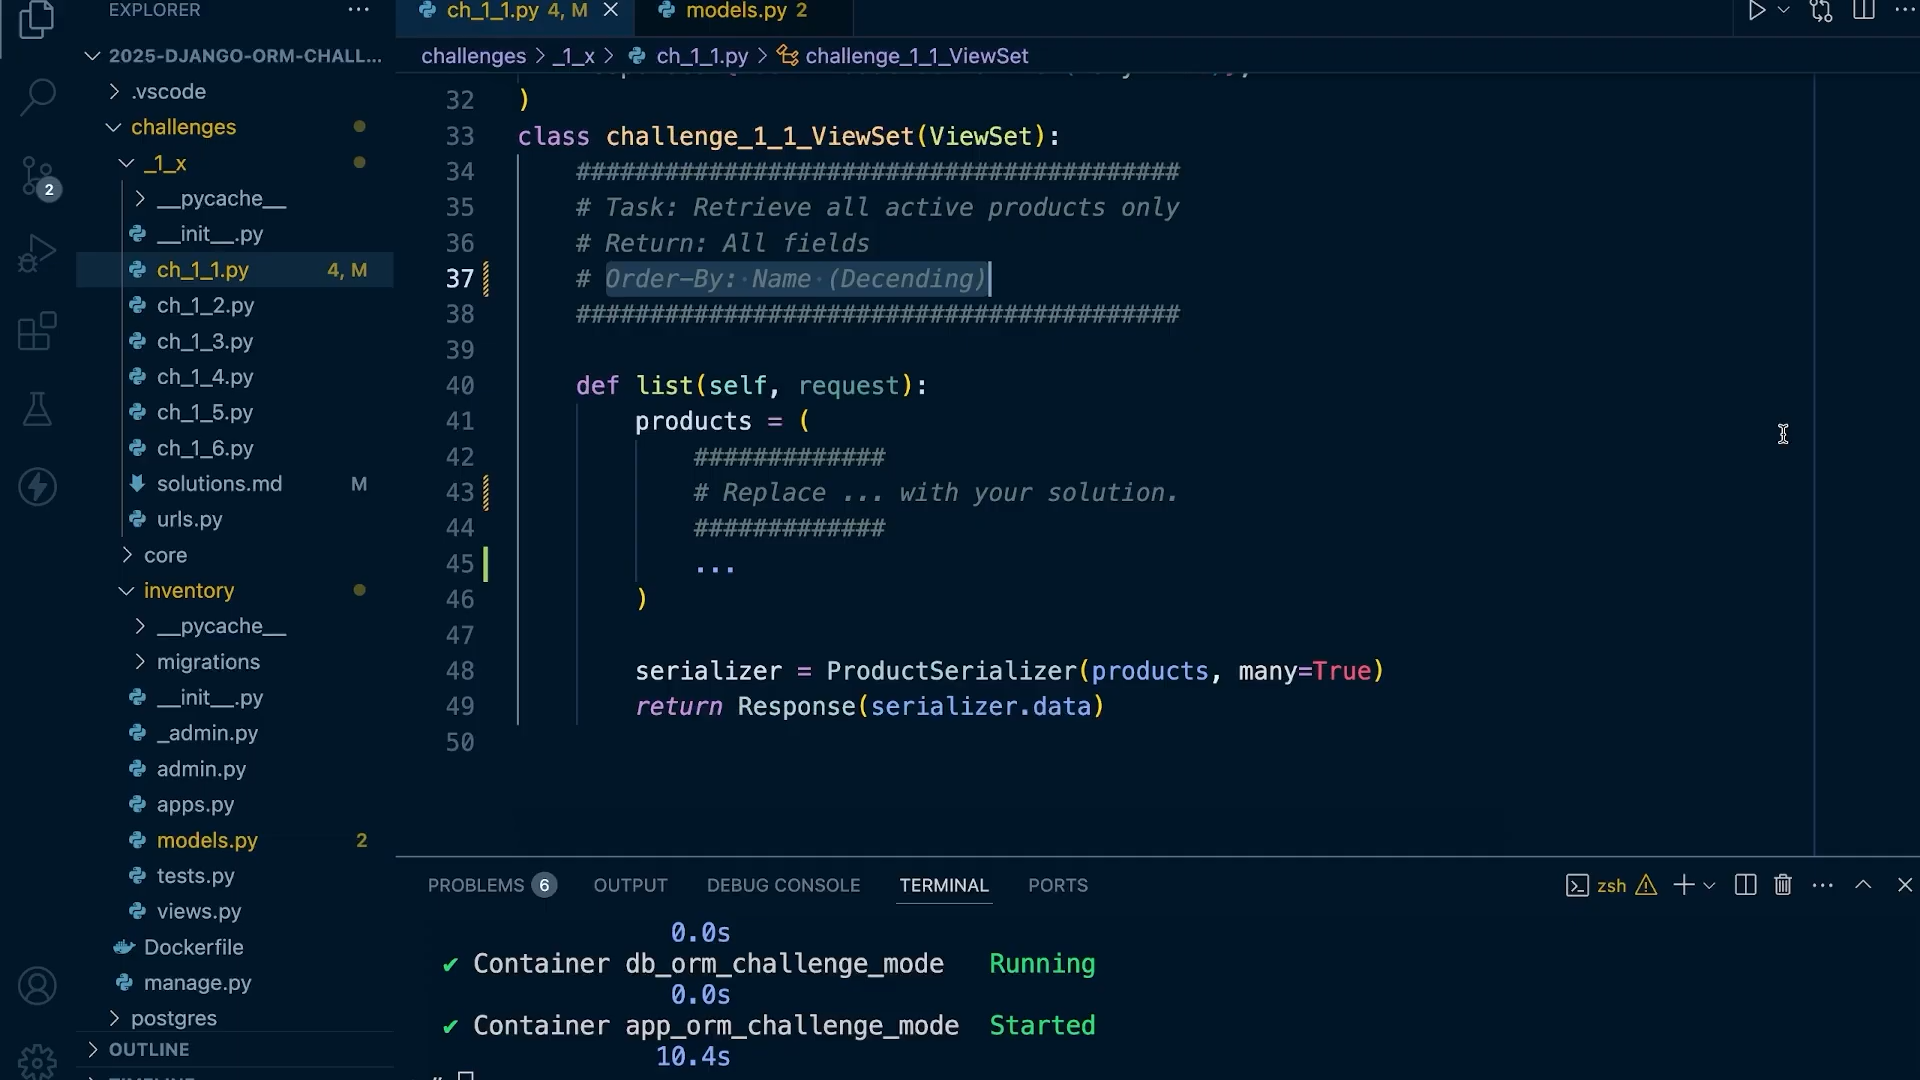 EXPLORER
2025-DJANGO-ORM-CHALL...
.vscode
challenges
_1_x
__pycache__
__init__.py
ch_1_1.py 4, M
ch_1_2.py
ch_1_3.py
ch_1_4.py
ch_1_5.py
ch_1_6.py
solutions.md M
urls.py
core
inventory
__pycache__
migrations
__init__.py
_admin.py
admin.py
apps.py
models.py 2
tests.py
views.py
Dockerfile
manage.py
postgres
OUTLINE
2
ch_1_1.py 4, M
models.py 2
challenges > _1_x > ch_1_1.py > challenge_1_1_ViewSet
32 )
33 class challenge_1_1_ViewSet(ViewSet):
34 #########################################
35 # Task: Retrieve all active products only
36 # Return: All fields
37 # Order-By: Name (Decending)
38 #########################################
39
40 def list(self, request):
41 products = (
42 #############
43 # Replace ... with your solution.
44 #############
45 ...
46 )
47
48 serializer = ProductSerializer(products, many=True)
49 return Response(serializer.data)
50
PROBLEMS 6 OUTPUT DEBUG CONSOLE TERMINAL PORTS
zsh
0.0s
✔ Container db_orm_challenge_mode Running
0.0s
✔ Container app_orm_challenge_mode Started
10.4s